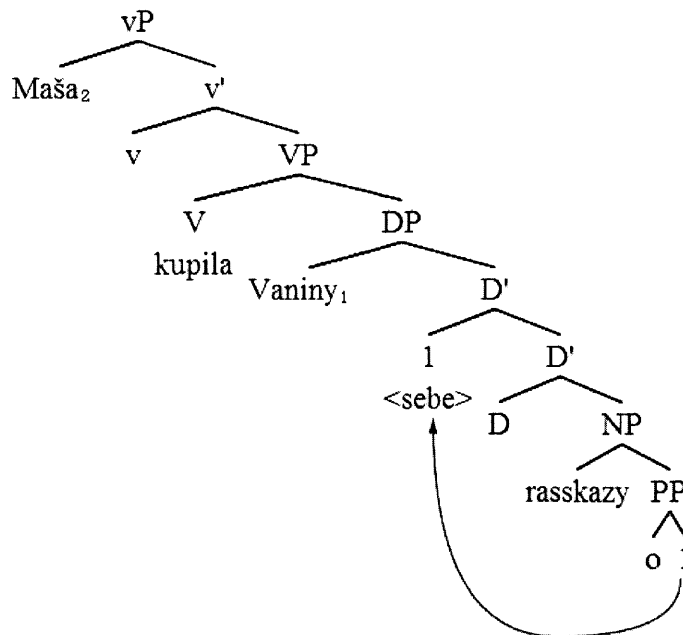 vP
Maša₂ v'
v VP
V DP
kupila Vaniny₁ D'
1 D'
<sebe> D NP
rasskazy PP
o